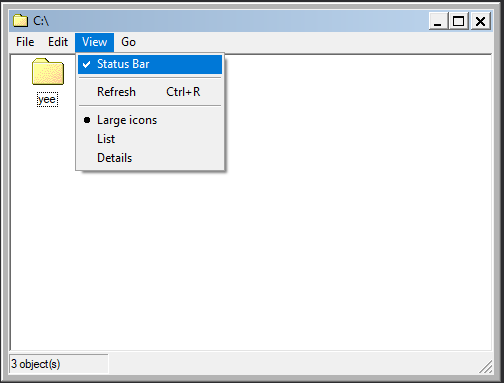 C:\
File Edit View Go
Status Bar
Refresh Ctrl+R
Large icons
List
Details
yee
3 object(s)